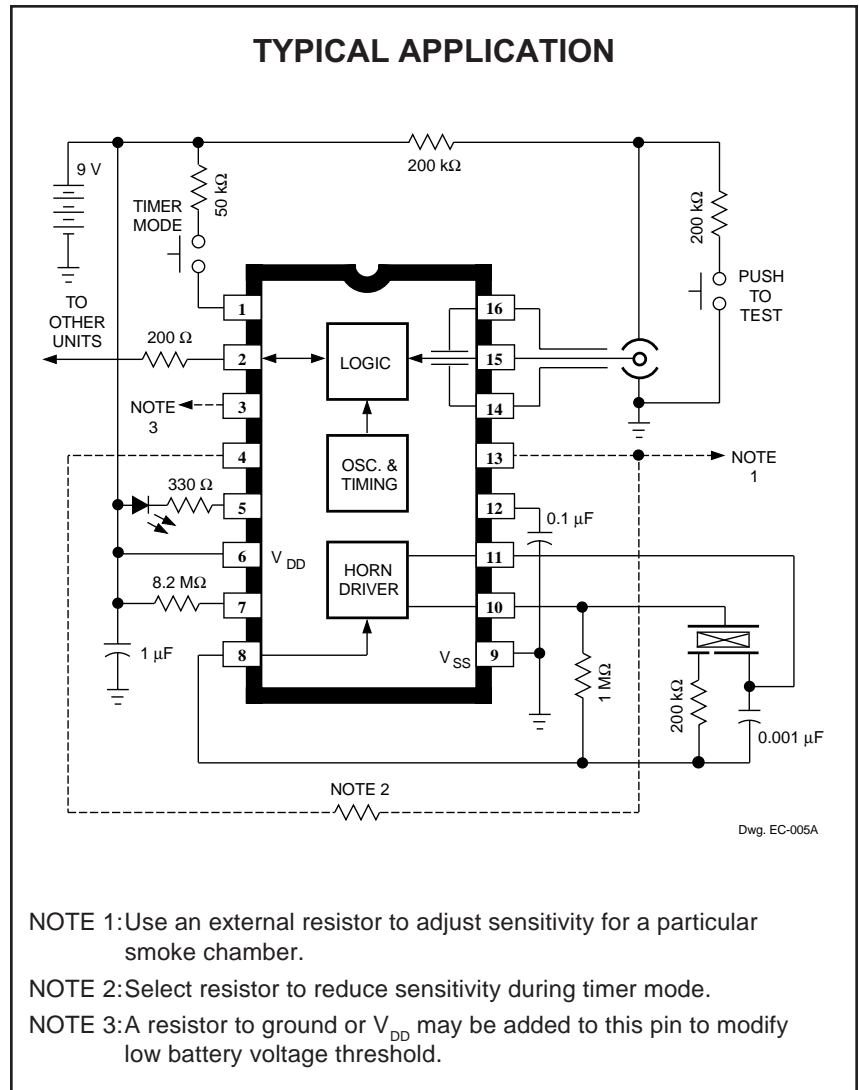 TYPICAL APPLICATION
9 V
200 kΩ
50 kΩ
TIMER
MODE
200 kΩ
PUSH
TO
TEST
TO
OTHER
UNITS
200 Ω
NOTE
3
330 Ω
8.2 MΩ
1 µF
1
2
3
4
5
6
7
8
16
15
14
13
12
11
10
9
LOGIC
OSC. &
TIMING
HORN
DRIVER
V DD
V SS
NOTE
1
0.1 µF
1 MΩ
200 kΩ
0.001 µF
NOTE 2
Dwg. EC-005A
NOTE 1:Use an external resistor to adjust sensitivity for a particular
smoke chamber.
NOTE 2:Select resistor to reduce sensitivity during timer mode.
NOTE 3:A resistor to ground or VDD may be added to this pin to modify
low battery voltage threshold.